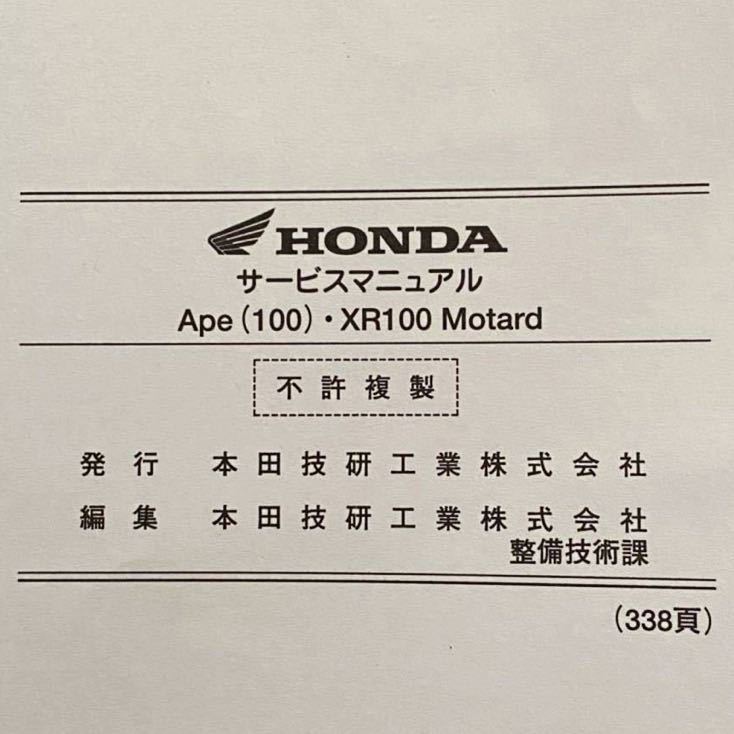 HONDA
サービスマニュアル
Ape（100）・XR100 Motard
不許複製
発行 本田技研工業株式会社
編集 本田技研工業株式会社
整備技術課
（338頁）